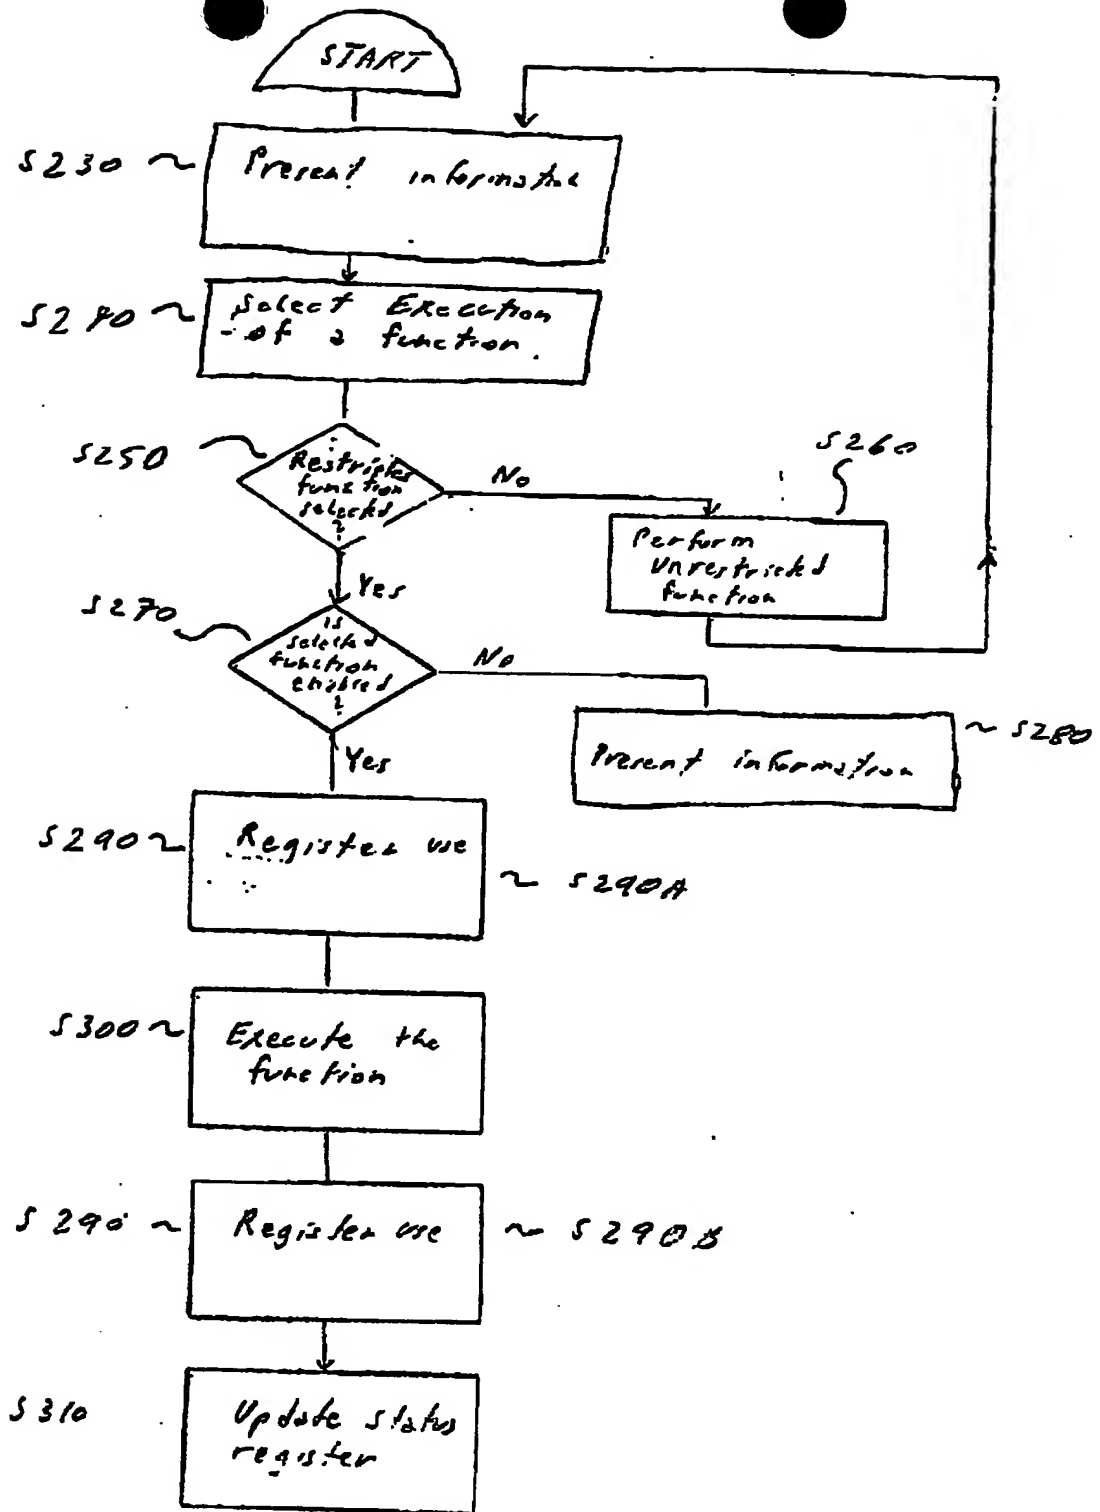 START
S230
Present information
S240
Select Execution
of a function.
S250
Restricted
function
selected
?
No
S260
Perform
Unrestricted
function
Yes
S270
is
selected
function
enabled
?
No
S280
Present information
Yes
S290
Register use
S290A
S300
Execute the
function
S290
Register use
S290B
S310
Update status
register